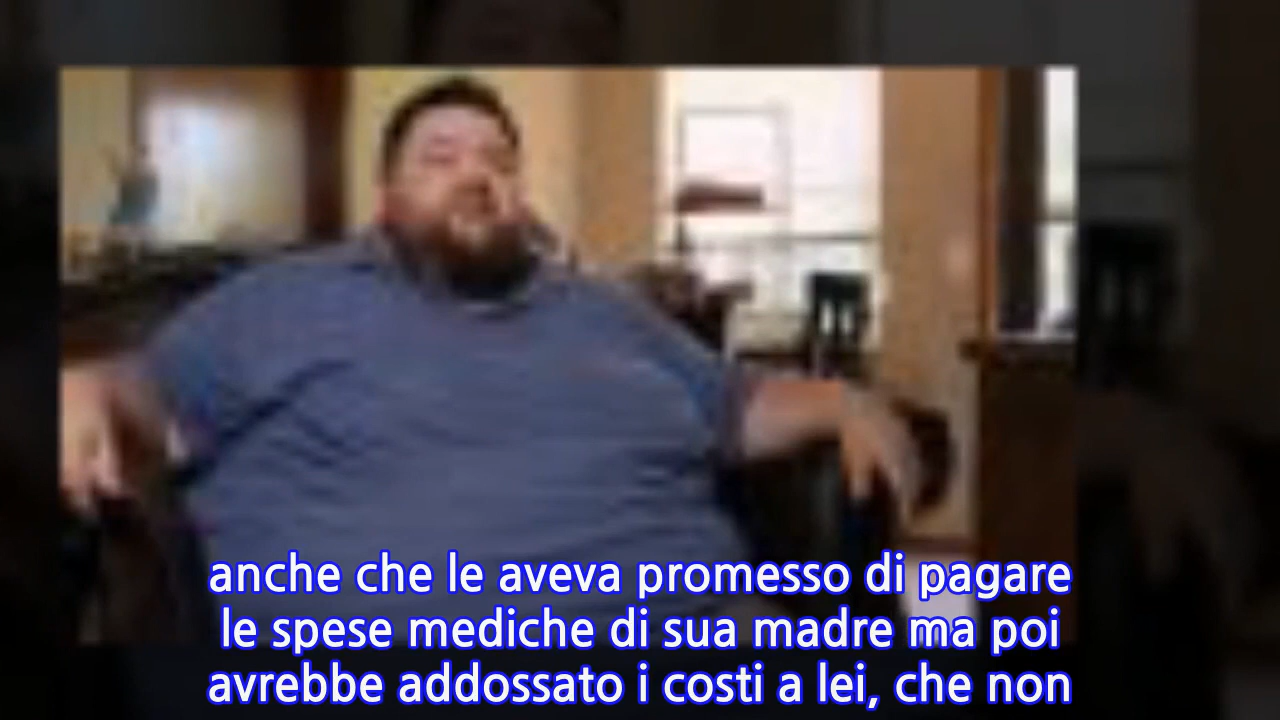 anche che le aveva promesso di pagare
le spese mediche di sua madre ma poi
avrebbe addossato i costi a lei, che non